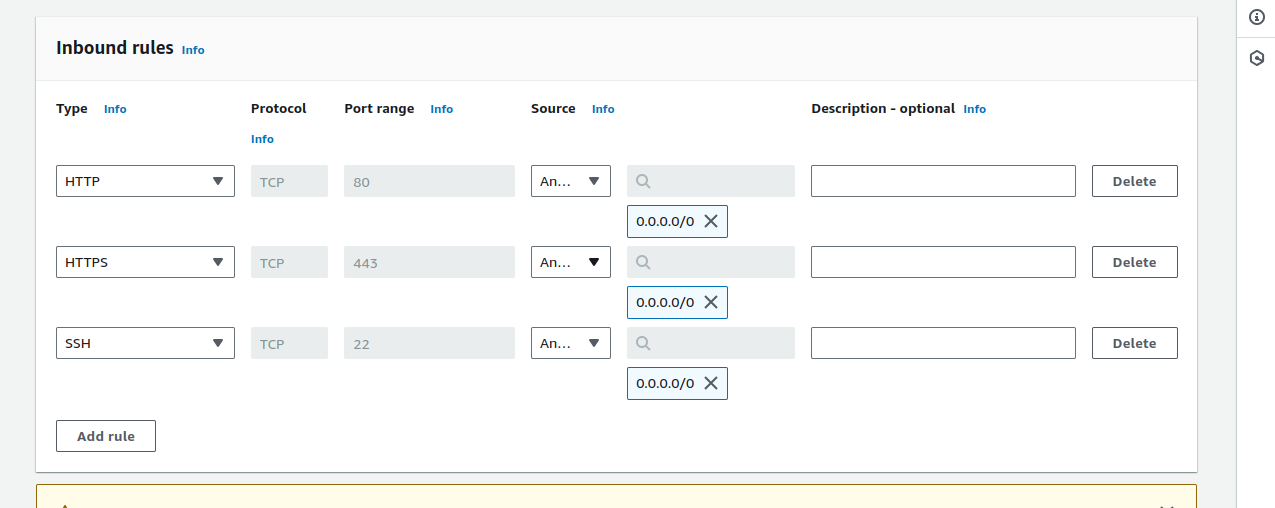 Inbound rules Info
Type Info Protocol Info Port range Info Source Info Description - optional Info
HTTP TCP 80 An... Delete
0.0.0.0/0
HTTPS TCP 443 An... Delete
0.0.0.0/0
SSH TCP 22 An... Delete
0.0.0.0/0
Add rule